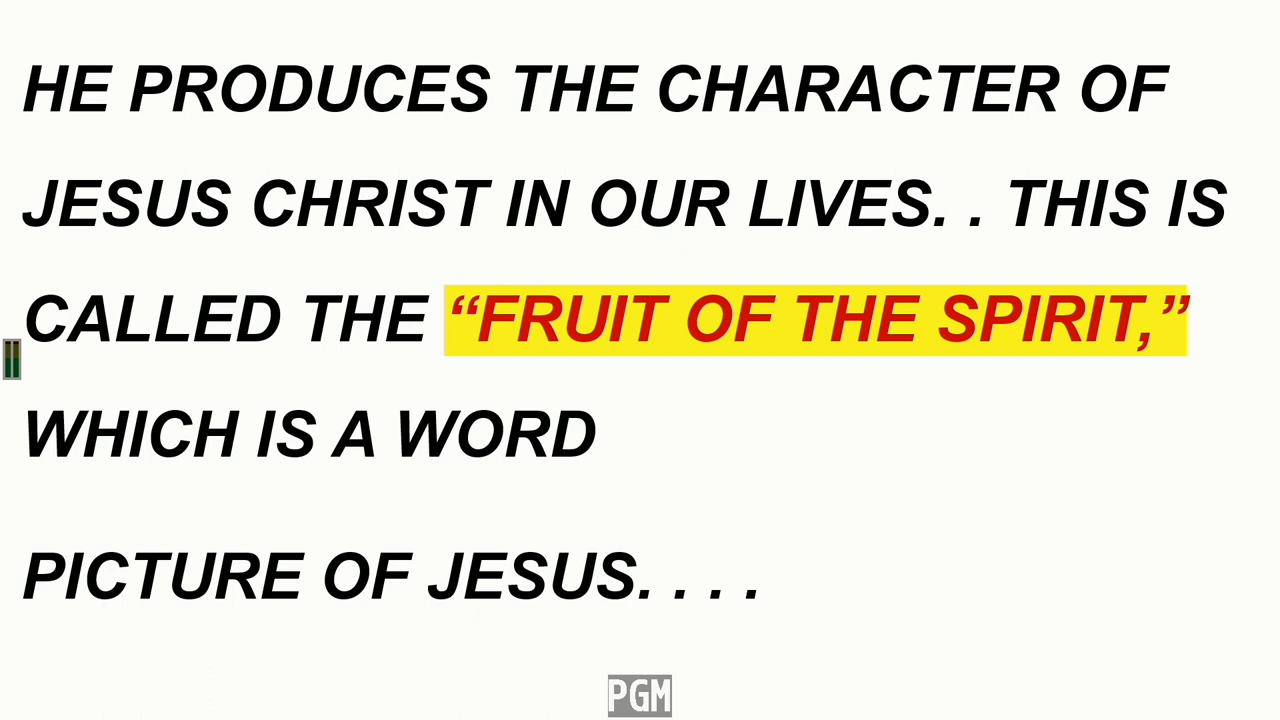 HE PRODUCES THE CHARACTER OF
JESUS CHRIST IN OUR LIVES. . THIS IS
CALLED THE “FRUIT OF THE SPIRIT,”
WHICH IS A WORD
PICTURE OF JESUS. . . .
PGM